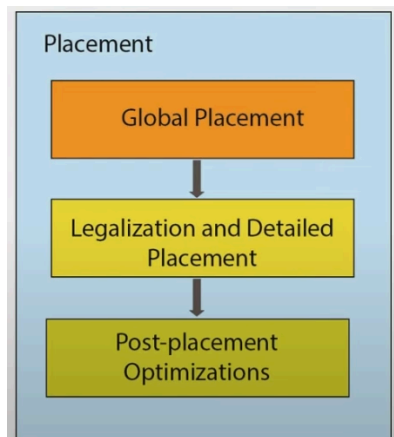 Placement
Global Placement
Legalization and Detailed
Placement
Post-placement
Optimizations